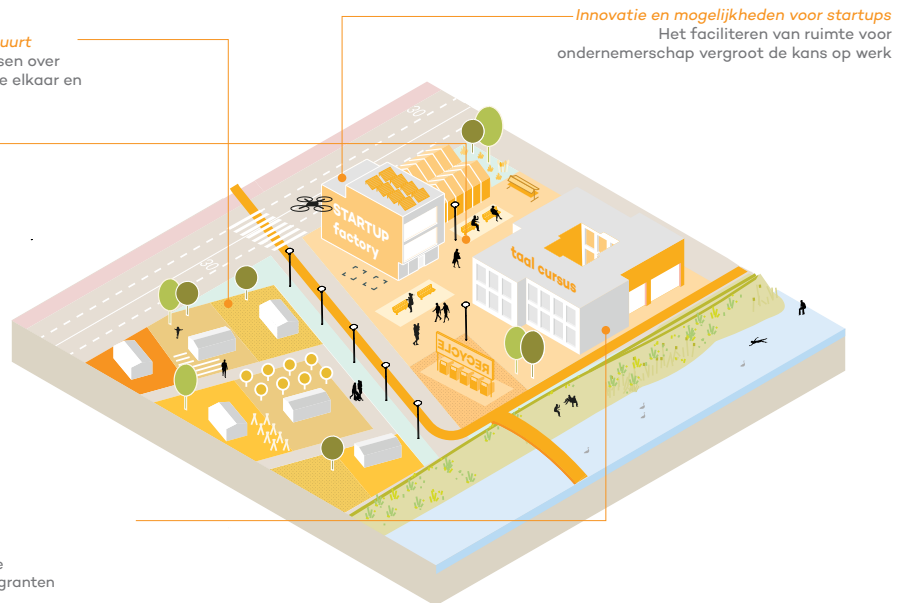 Innovatie en mogelijkheden voor startups
Het faciliteren van ruimte voor
ondernemerschap vergroot de kans op werk
uurt
sen over
e elkaar en
30
STARTUP
factory
taal cursus
30
RECYCLE
e
granten